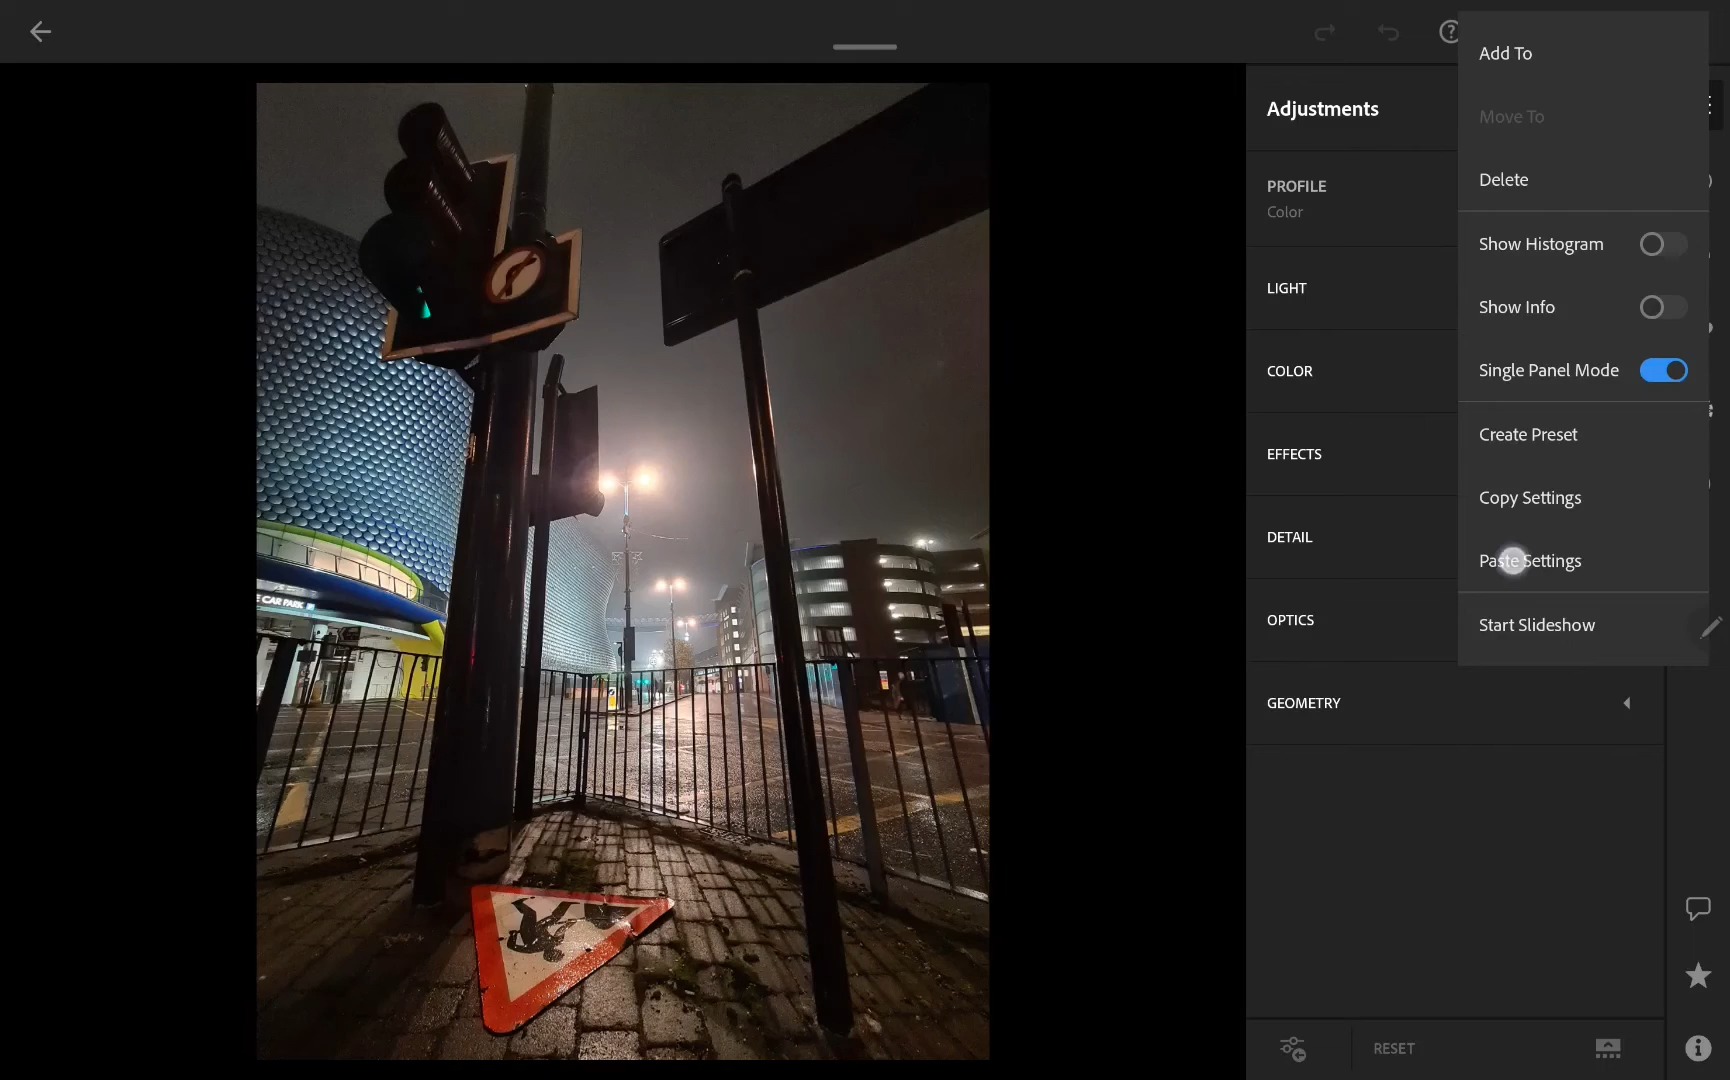 Add To
Move To
Delete
Show Histogram
Show Info
Single Panel Mode
Create Preset
Copy Settings
Paste Settings
Start Slideshow
Adjustments
PROFILE
Color
LIGHT
COLOR
EFFECTS
DETAIL
OPTICS
GEOMETRY
RESET
CAR PARK